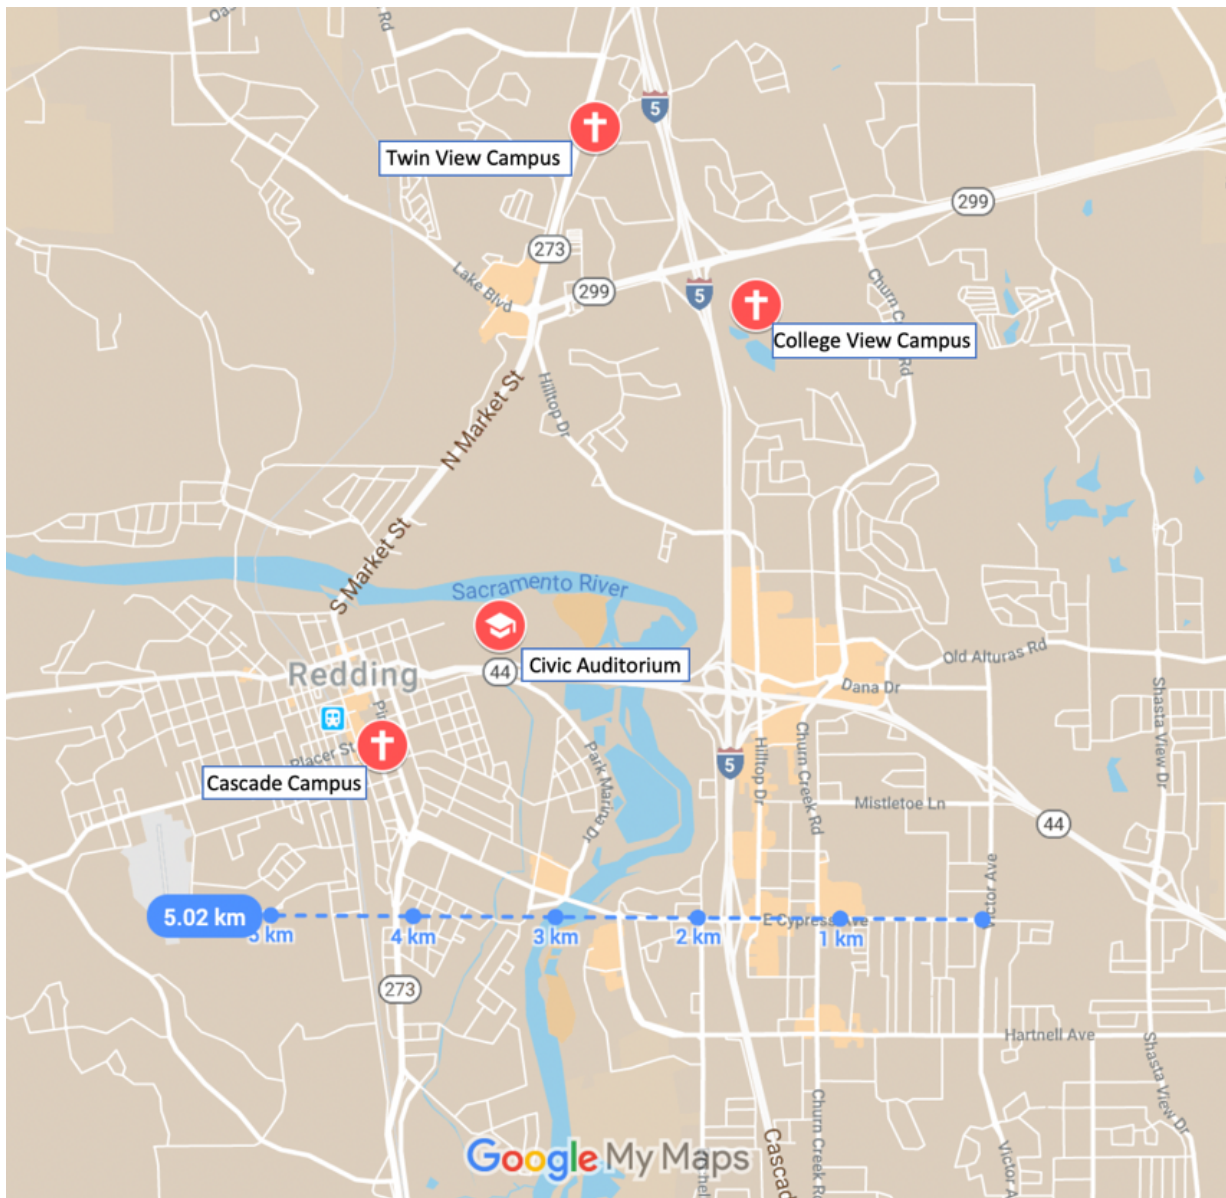 Rd
5
Twin View Campus
299
273
Lake Blvd
299
5
Churn C
Rd
College View Campus
Hilltop Dr
N Market St
S Market St
Sacramento River
Civic Auditorium
44
Old Alturas Rd
Redding
Dana Dr
Shasta View Dr
Placer St
Cascade Campus
Park Marina Dr
5
Hilltop Dr
Churn Creek Rd
Mistletoe Ln
44
Victor Ave
5.02 km
5 km
4 km
3 km
2 km
E Cypress Ave
1 km
273
Hartnell Ave
Shasta View Dr
Churn Creek Rd
Victor A
Cascad
Google My Maps